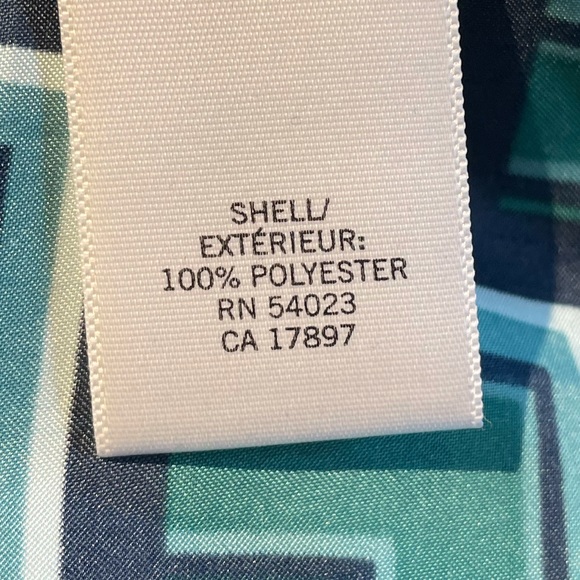 SHELL/
EXTÉRIEUR:
100% POLYESTER
RN 54023
CA 17897